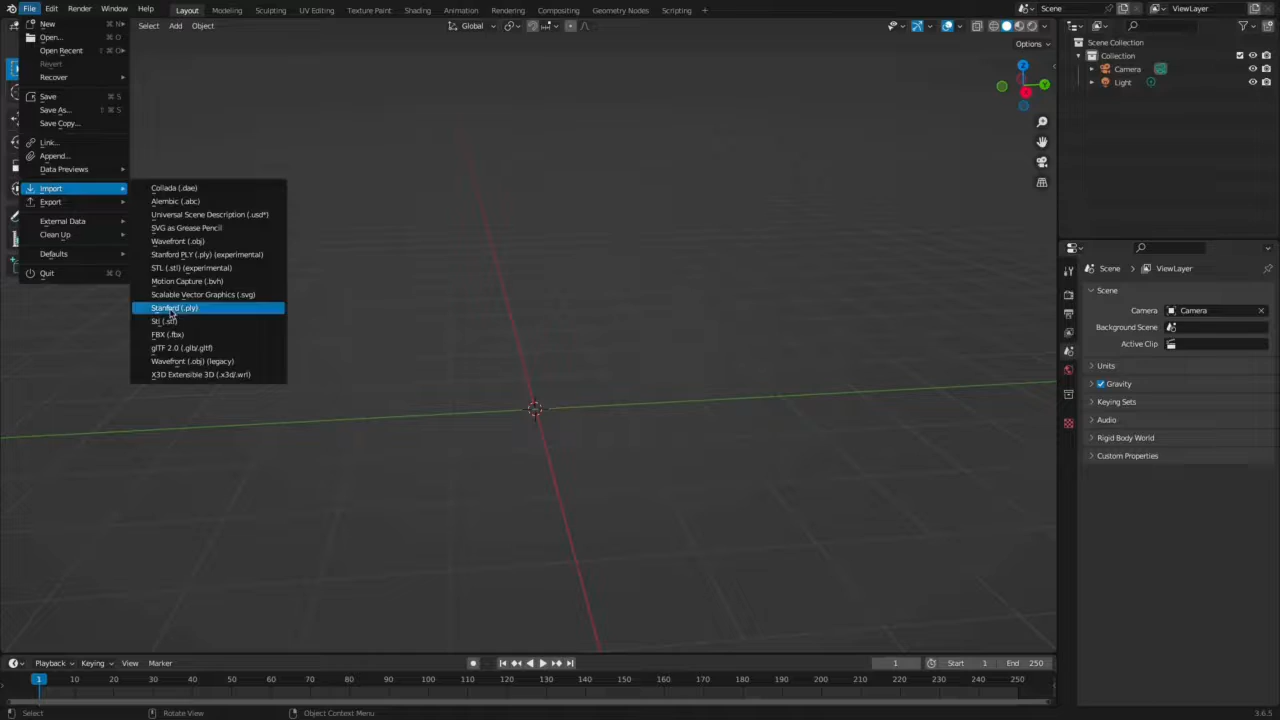 File Edit Render Window Help Layout Modeling Sculpting UV Editing Texture Paint Shading Animation Rendering Compositing Geometry Nodes Scripting + Scene ViewLayer
Select Add Object Global Options
New ⌘ N
Open... ⌘ O
Open Recent ⇧ ⌘ O
Revert
Recover
Save ⌘ S
Save As... ⇧ ⌘ S
Save Copy...
Link...
Append...
Data Previews
Import
Export
External Data
Clean Up
Defaults
Quit ⌘ Q
Collada (.dae)
Alembic (.abc)
Universal Scene Description (.usd*)
SVG as Grease Pencil
Wavefront (.obj)
Stanford PLY (.ply) (experimental)
STL (.stl) (experimental)
Motion Capture (.bvh)
Scalable Vector Graphics (.svg)
Stanford (.ply)
Stl (.stl)
FBX (.fbx)
glTF 2.0 (.glb/.gltf)
Wavefront (.obj) (legacy)
X3D Extensible 3D (.x3d/.wrl)
Z
Y
Scene Collection
Collection
Camera
Light
Scene ViewLayer
Scene
Camera Camera
Background Scene
Active Clip
Units
Gravity
Keying Sets
Audio
Rigid Body World
Custom Properties
Playback Keying View Marker 1 Start 1 End 250
1 10 20 30 40 50 60 70 80 90 100 110 120 130 140 150 160 170 180 190 200 210 220 230 240 250
Select Rotate View Object Context Menu 3.6.5